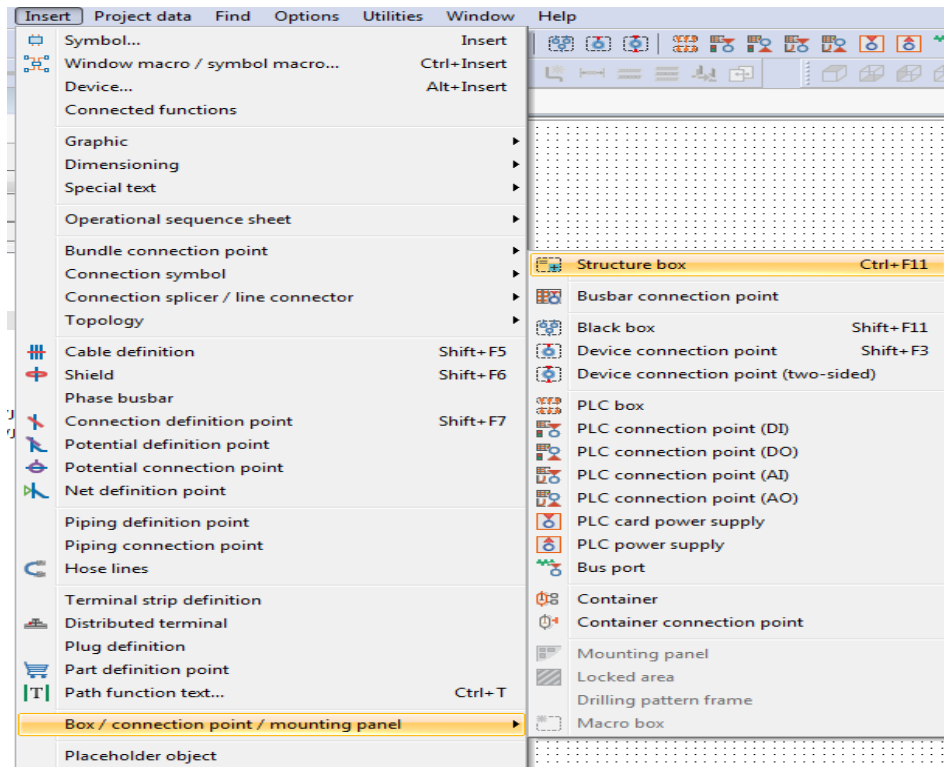 Insert Project data Find Options Utilities Window Help
Symbol... Insert
Window macro / symbol macro... Ctrl+Insert
Device... Alt+Insert
Connected functions
Graphic
Dimensioning
Special text
Operational sequence sheet
Bundle connection point
Connection symbol
Connection splicer / line connector
Topology
Cable definition Shift+F5
Shield Shift+F6
Phase busbar
Connection definition point Shift+F7
Potential definition point
Potential connection point
Net definition point
Piping definition point
Piping connection point
Hose lines
Terminal strip definition
Distributed terminal
Plug definition
Part definition point
Path function text... Ctrl+T
Box / connection point / mounting panel
Placeholder object
Structure box Ctrl+F11
Busbar connection point
Black box Shift+F11
Device connection point Shift+F3
Device connection point (two-sided)
PLC box
PLC connection point (DI)
PLC connection point (DO)
PLC connection point (AI)
PLC connection point (AO)
PLC card power supply
PLC power supply
Bus port
Container
Container connection point
Mounting panel
Locked area
Drilling pattern frame
Macro box